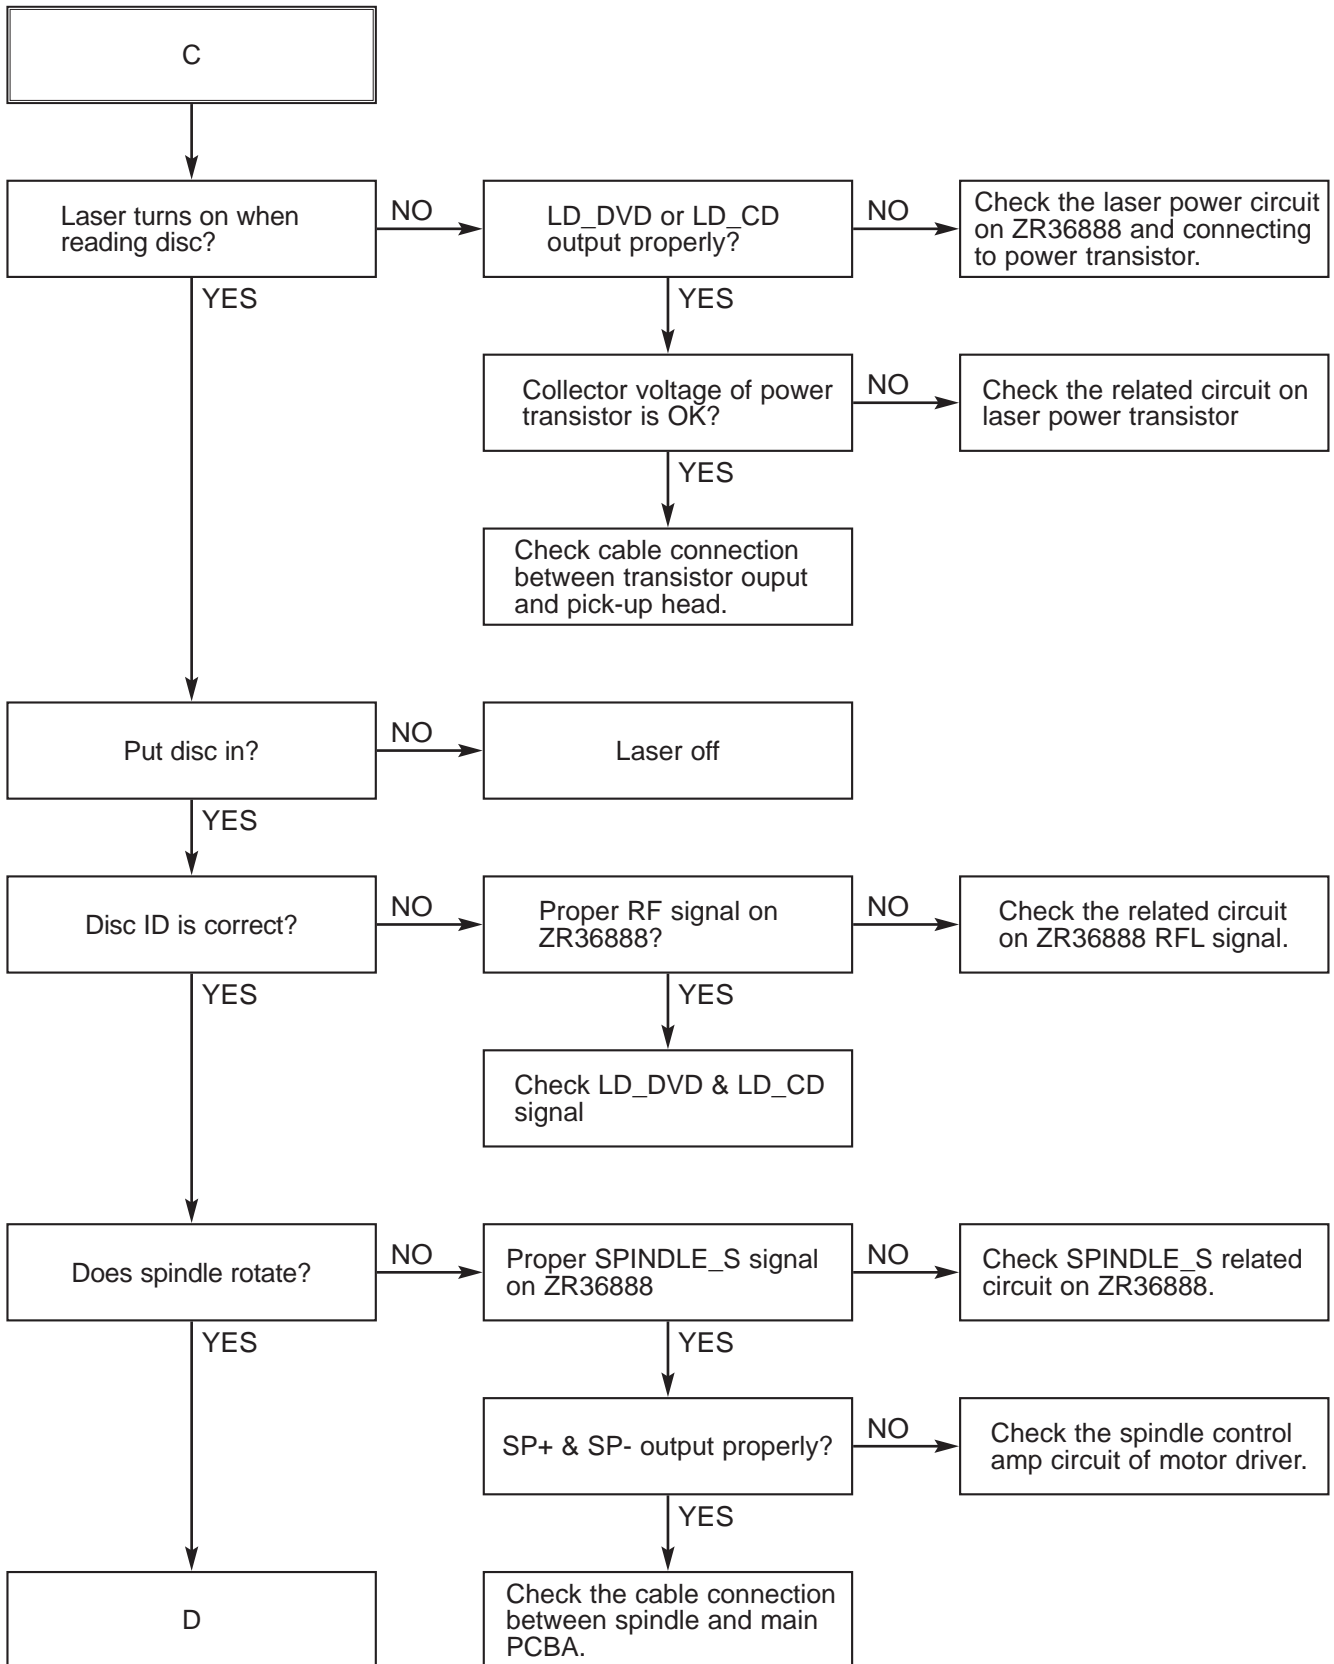 C
Laser turns on when
reading disc?
NO
LD_DVD or LD_CD
output properly?
NO
Check the laser power circuit
on ZR36888 and connecting
to power transistor.
YES
YES
Collector voltage of power
transistor is OK?
NO
Check the related circuit on
laser power transistor
YES
Check cable connection
between transistor ouput
and pick-up head.
Put disc in?
NO
Laser off
YES
Disc ID is correct?
NO
Proper RF signal on
ZR36888?
NO
Check the related circuit
on ZR36888 RFL signal.
YES
YES
Check LD_DVD & LD_CD
signal
Does spindle rotate?
NO
Proper SPINDLE_S signal
on ZR36888
NO
Check SPINDLE_S related
circuit on ZR36888.
YES
YES
SP+ & SP- output properly?
NO
Check the spindle control
amp circuit of motor driver.
YES
D
Check the cable connection
between spindle and main
PCBA.